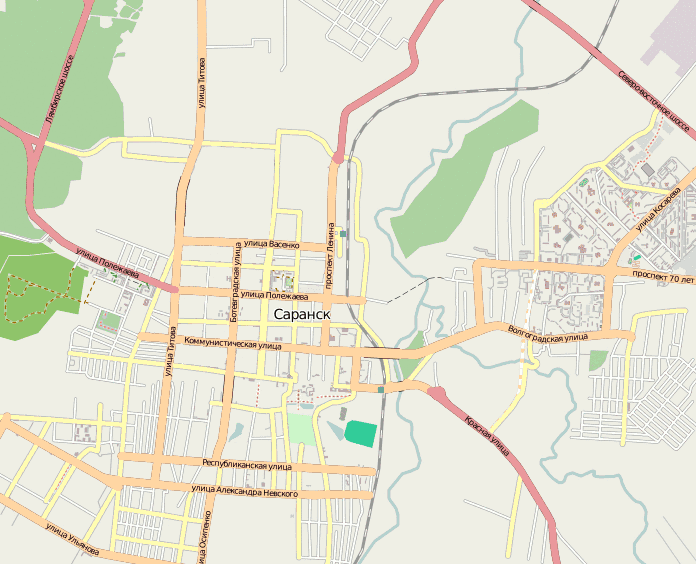 Лямбирское шоссе
улица Титова
Северо-восточное шоссе
улица Косарева
улица Васенко
проспект Ленина
улица Полежаева
Ботевградская улица
улица Полежаева
проспект 70 лет
Саранск
Коммунистическая улица
Волгоградская улица
улица Титова
Красная улица
Республиканская улица
улица Александра Невского
улица Ульянова
лица Осипенко